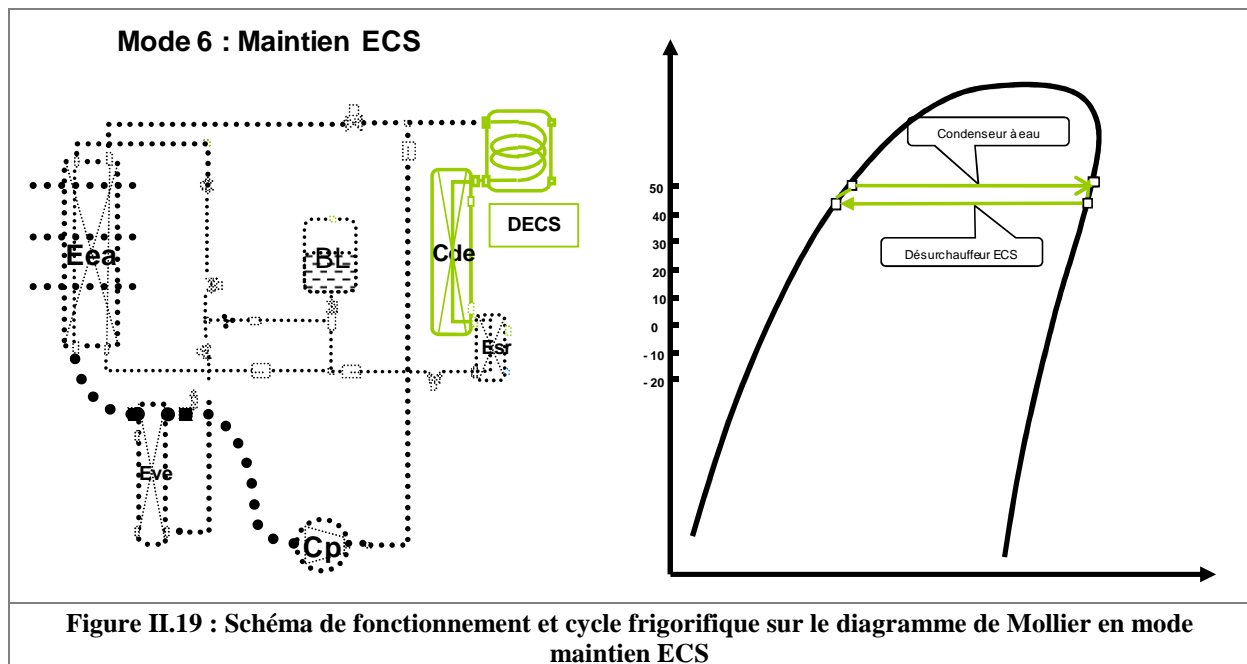 Mode 6 : Maintien ECS
Condenseur à eau
DECS
BL
Eea
Cde
Esr
Eve
Cp
Désurchauffeur ECS
50
40
30
20
10
0
- 10
- 20
Figure II.19 : Schéma de fonctionnement et cycle frigorifique sur le diagramme de Mollier en mode
maintien ECS